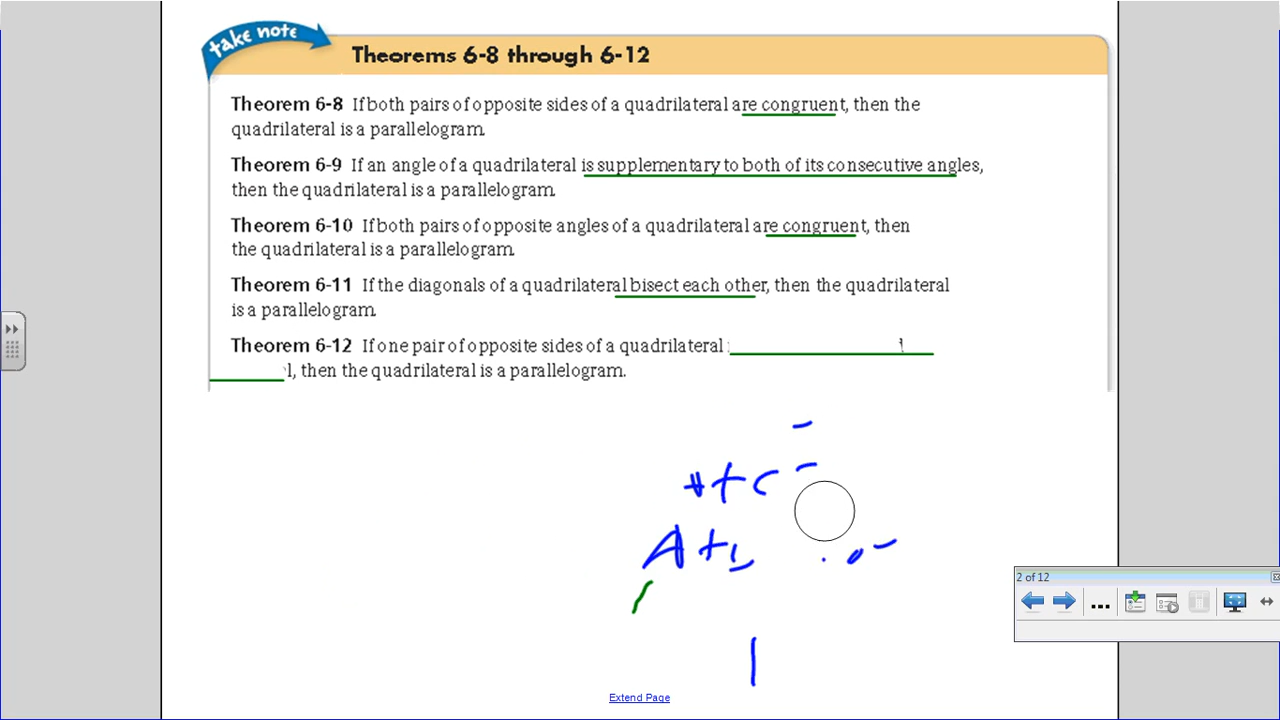 take note
Theorems 6-8 through 6-12
Theorem 6-8 If both pairs of opposite sides of a quadrilateral are congruent, then the
quadrilateral is a parallelogram.
Theorem 6-9 If an angle of a quadrilateral is supplementary to both of its consecutive angles,
then the quadrilateral is a parallelogram.
Theorem 6-10 If both pairs of opposite angles of a quadrilateral are congruent, then
the quadrilateral is a parallelogram.
Theorem 6-11 If the diagonals of a quadrilateral bisect each other, then the quadrilateral
is a parallelogram.
Theorem 6-12 If one pair of opposite sides of a quadrilateral
l, then the quadrilateral is a parallelogram.
2 of 12
Extend Page